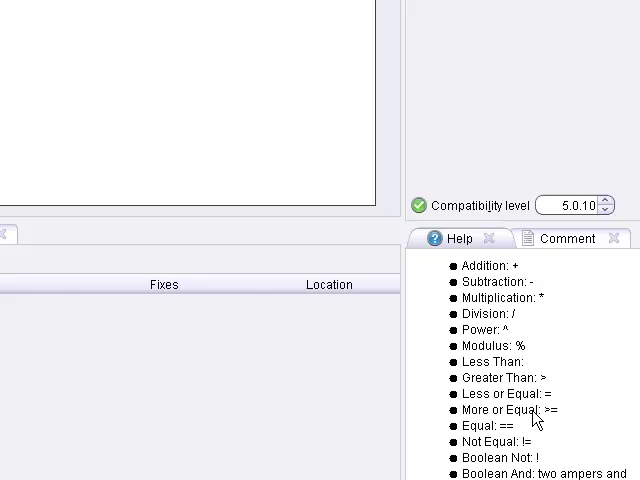 Compatibility level 5.0.10
Help Comment
Fixes Location
Addition: +
Subtraction: -
Multiplication: *
Division: /
Power: ^
Modulus: %
Less Than:
Greater Than: >
Less or Equal: =
More or Equal: >=
Equal: ==
Not Equal: !=
Boolean Not: !
Boolean And: two ampers and